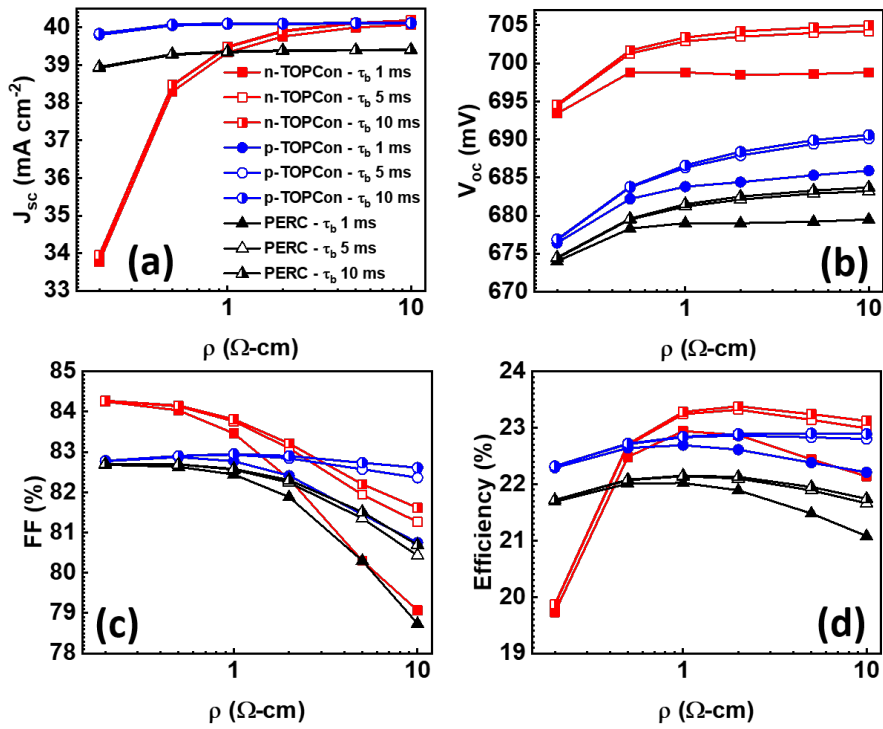 (a)
J_sc (mA cm⁻²)
40
39
38
37
36
35
34
33
1
10
ρ (Ω-cm)
n-TOPCon - τ_b 1 ms
n-TOPCon - τ_b 5 ms
n-TOPCon - τ_b 10 ms
p-TOPCon - τ_b 1 ms
p-TOPCon - τ_b 5 ms
p-TOPCon - τ_b 10 ms
PERC - τ_b 1 ms
PERC - τ_b 5 ms
PERC - τ_b 10 ms
(b)
V_oc (mV)
705
700
695
690
685
680
675
670
1
10
ρ (Ω-cm)
(c)
FF (%)
85
84
83
82
81
80
79
78
1
10
ρ (Ω-cm)
(d)
Efficiency (%)
24
23
22
21
20
19
1
10
ρ (Ω-cm)